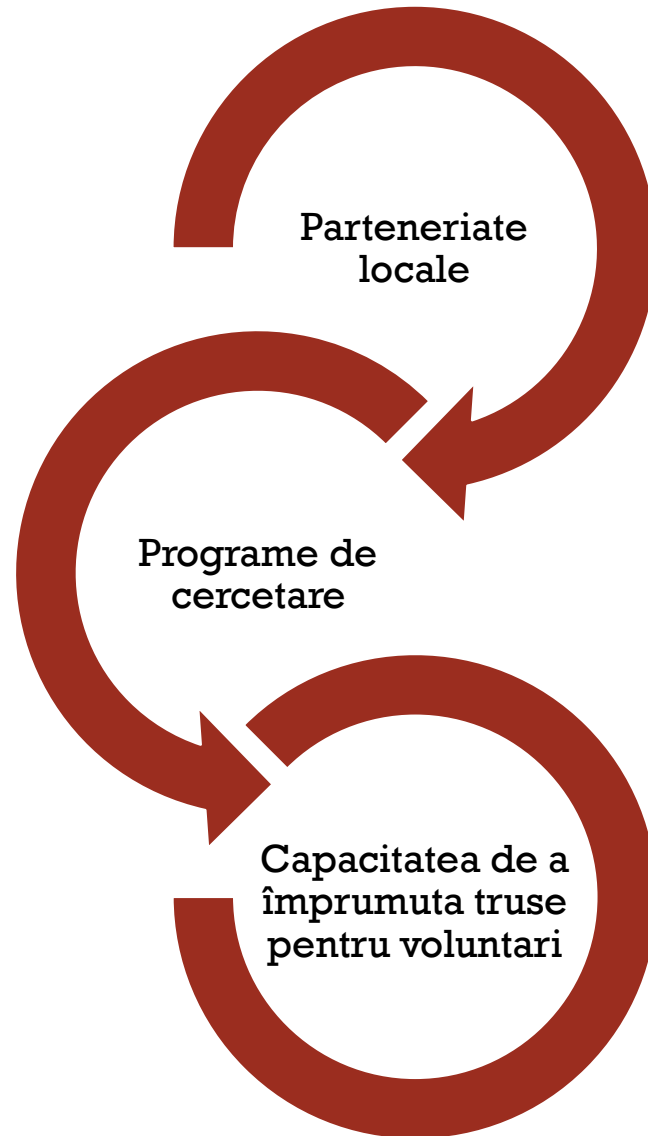 Parteneriate
locale
Programe de
cercetare
Capacitatea de a
împrumuta truse
pentru voluntari